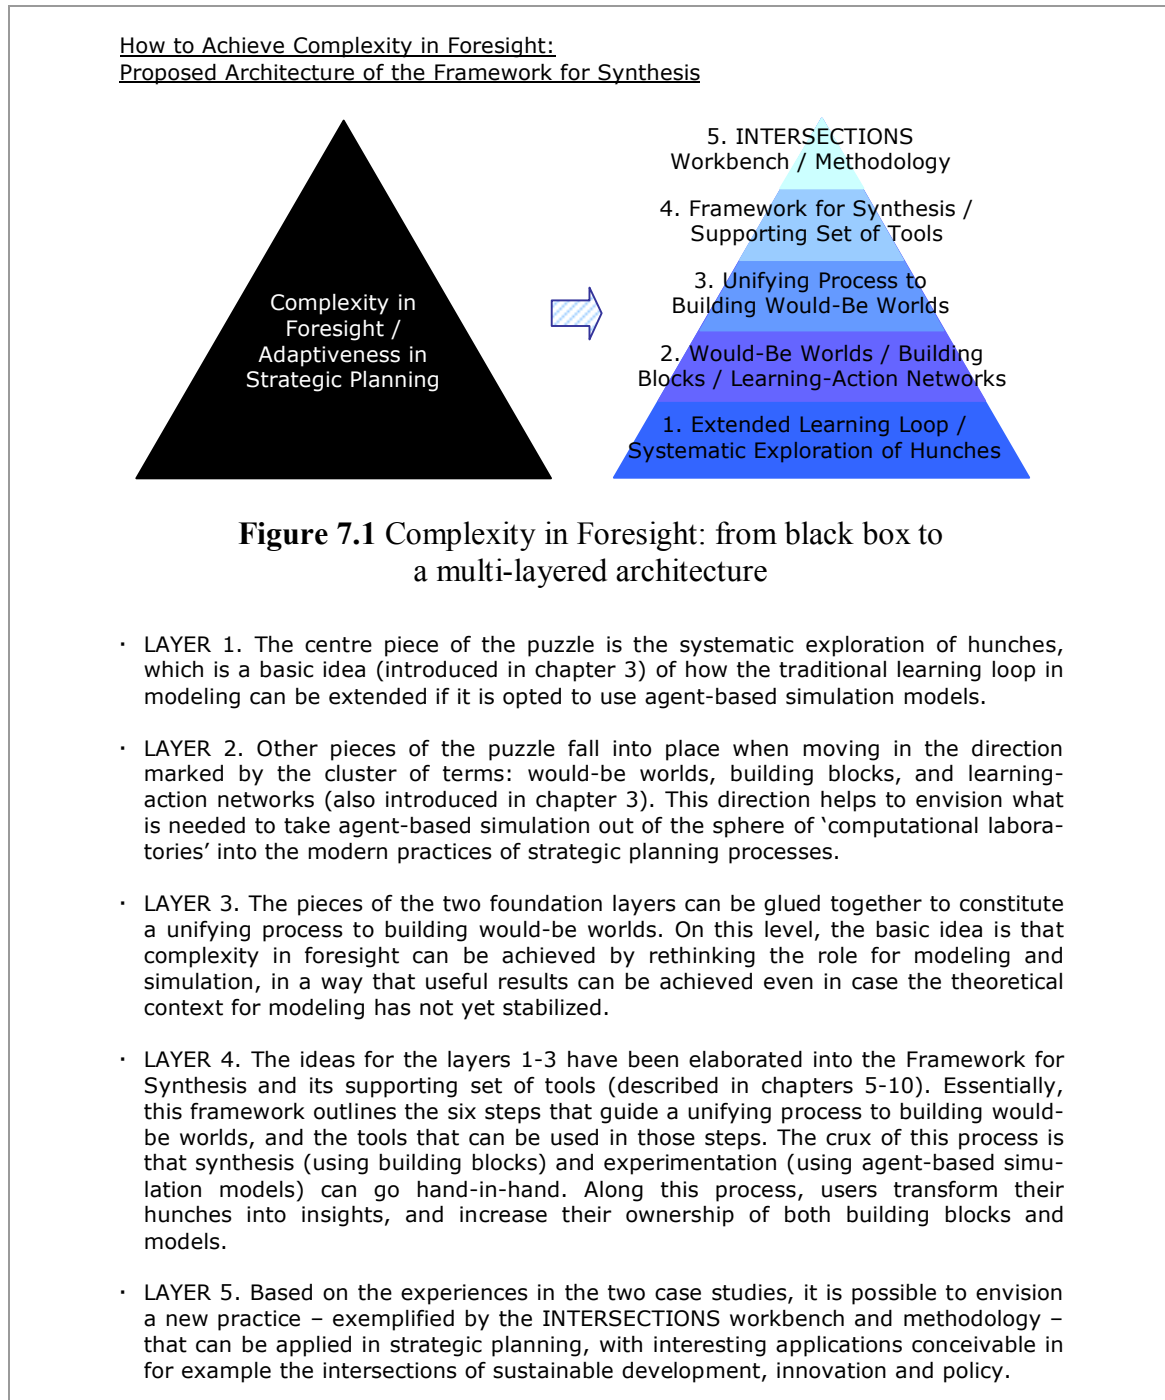 How to Achieve Complexity in Foresight:
Proposed Architecture of the Framework for Synthesis
Complexity in
Foresight /
Adaptiveness in
Strategic Planning
5. INTERSECTIONS
Workbench / Methodology
4. Framework for Synthesis /
Supporting Set of Tools
3. Unifying Process to
Building Would-Be Worlds
2. Would-Be Worlds / Building
Blocks / Learning-Action Networks
1. Extended Learning Loop /
Systematic Exploration of Hunches
Figure 7.1 Complexity in Foresight: from black box to
a multi-layered architecture
· LAYER 1. The centre piece of the puzzle is the systematic exploration of hunches,
which is a basic idea (introduced in chapter 3) of how the traditional learning loop in
modeling can be extended if it is opted to use agent-based simulation models.
· LAYER 2. Other pieces of the puzzle fall into place when moving in the direction
marked by the cluster of terms: would-be worlds, building blocks, and learning-
action networks (also introduced in chapter 3). This direction helps to envision what
is needed to take agent-based simulation out of the sphere of ‘computational labora-
tories’ into the modern practices of strategic planning processes.
· LAYER 3. The pieces of the two foundation layers can be glued together to constitute
a unifying process to building would-be worlds. On this level, the basic idea is that
complexity in foresight can be achieved by rethinking the role for modeling and
simulation, in a way that useful results can be achieved even in case the theoretical
context for modeling has not yet stabilized.
· LAYER 4. The ideas for the layers 1-3 have been elaborated into the Framework for
Synthesis and its supporting set of tools (described in chapters 5-10). Essentially,
this framework outlines the six steps that guide a unifying process to building would-
be worlds, and the tools that can be used in those steps. The crux of this process is
that synthesis (using building blocks) and experimentation (using agent-based simu-
lation models) can go hand-in-hand. Along this process, users transform their
hunches into insights, and increase their ownership of both building blocks and
models.
· LAYER 5. Based on the experiences in the two case studies, it is possible to envision
a new practice – exemplified by the INTERSECTIONS workbench and methodology –
that can be applied in strategic planning, with interesting applications conceivable in
for example the intersections of sustainable development, innovation and policy.